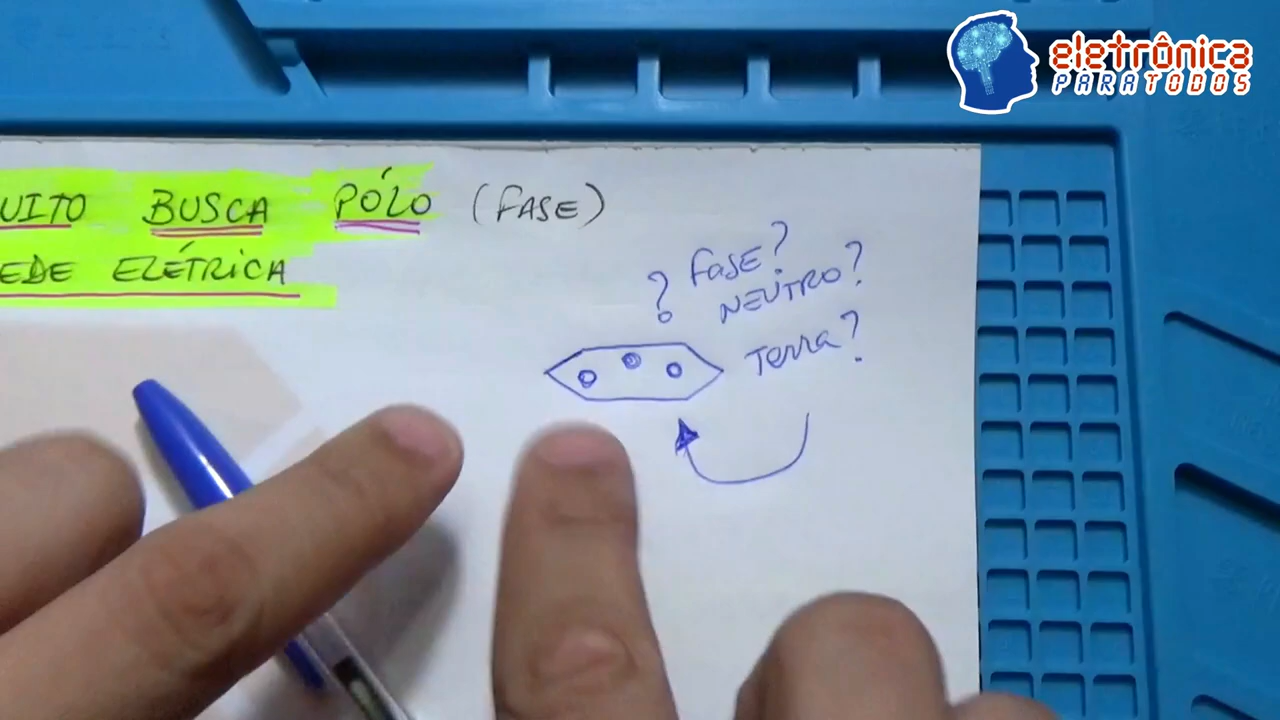 eletrônica
PARATODOS
UITO BUSCA PÓLO (FASE)
EDE ELÉTRICA
? FASE?
NEUTRO?
Terra?